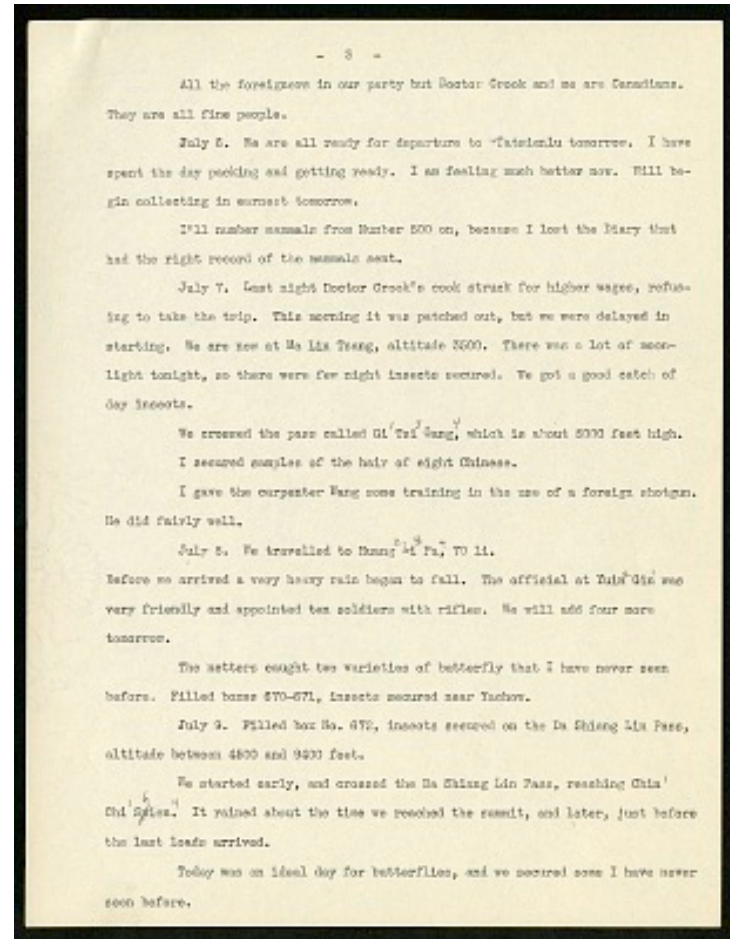 - 3 -
All the foreigners in our party but Doctor Crook and me are Canadians.
They are all fine people.
July 6. We are all ready for departure to Tatsienlu tomorrow. I have
spent the day packing and getting ready. I am feeling much better now. Will be-
gin collecting in earnest tomorrow.
I'll number mammals from Number 500 on, because I lost the Diary that
had the right record of the mammals sent.
July 7. Last night Doctor Crook's cook struck for higher wages, refus-
ing to take the trip. This morning it was patched out, but we were delayed in
starting. We are now at Ma Lin Tsang, altitude 3500. There was a lot of moon-
light tonight, so there were few night insects secured. We got a good catch of
day insects.
We crossed the pass called Gi' Tsi3 Gang4, which is about 5000 feet high.
I secured samples of the hair of eight Chinese.
I gave the carpenter Wang some training in the use of a foreign shotgun.
He did fairly well.
July 8. We travelled to Huang2 Li4 Pu, 70 li.
Before we arrived a very heavy rain began to fall. The official at Yuin Gin was
very friendly and appointed ten soldiers with rifles. We will add four more
tomorrow.
The netters caught two varieties of butterfly that I have never seen
before. Filled boxes 670-671, insects secured near Yachow.
July 9. Filled box No. 672, insects secured on the Da Shiang Lin Pass,
altitude between 4800 and 9400 feet.
We started early, and crossed the Da Shiang Lin Pass, reaching Chin'
Chi' It rained about the time we reached the summit, and later, just before
the last loads arrived.
Today was an ideal day for butterflies, and we secured some I have never
seen before.